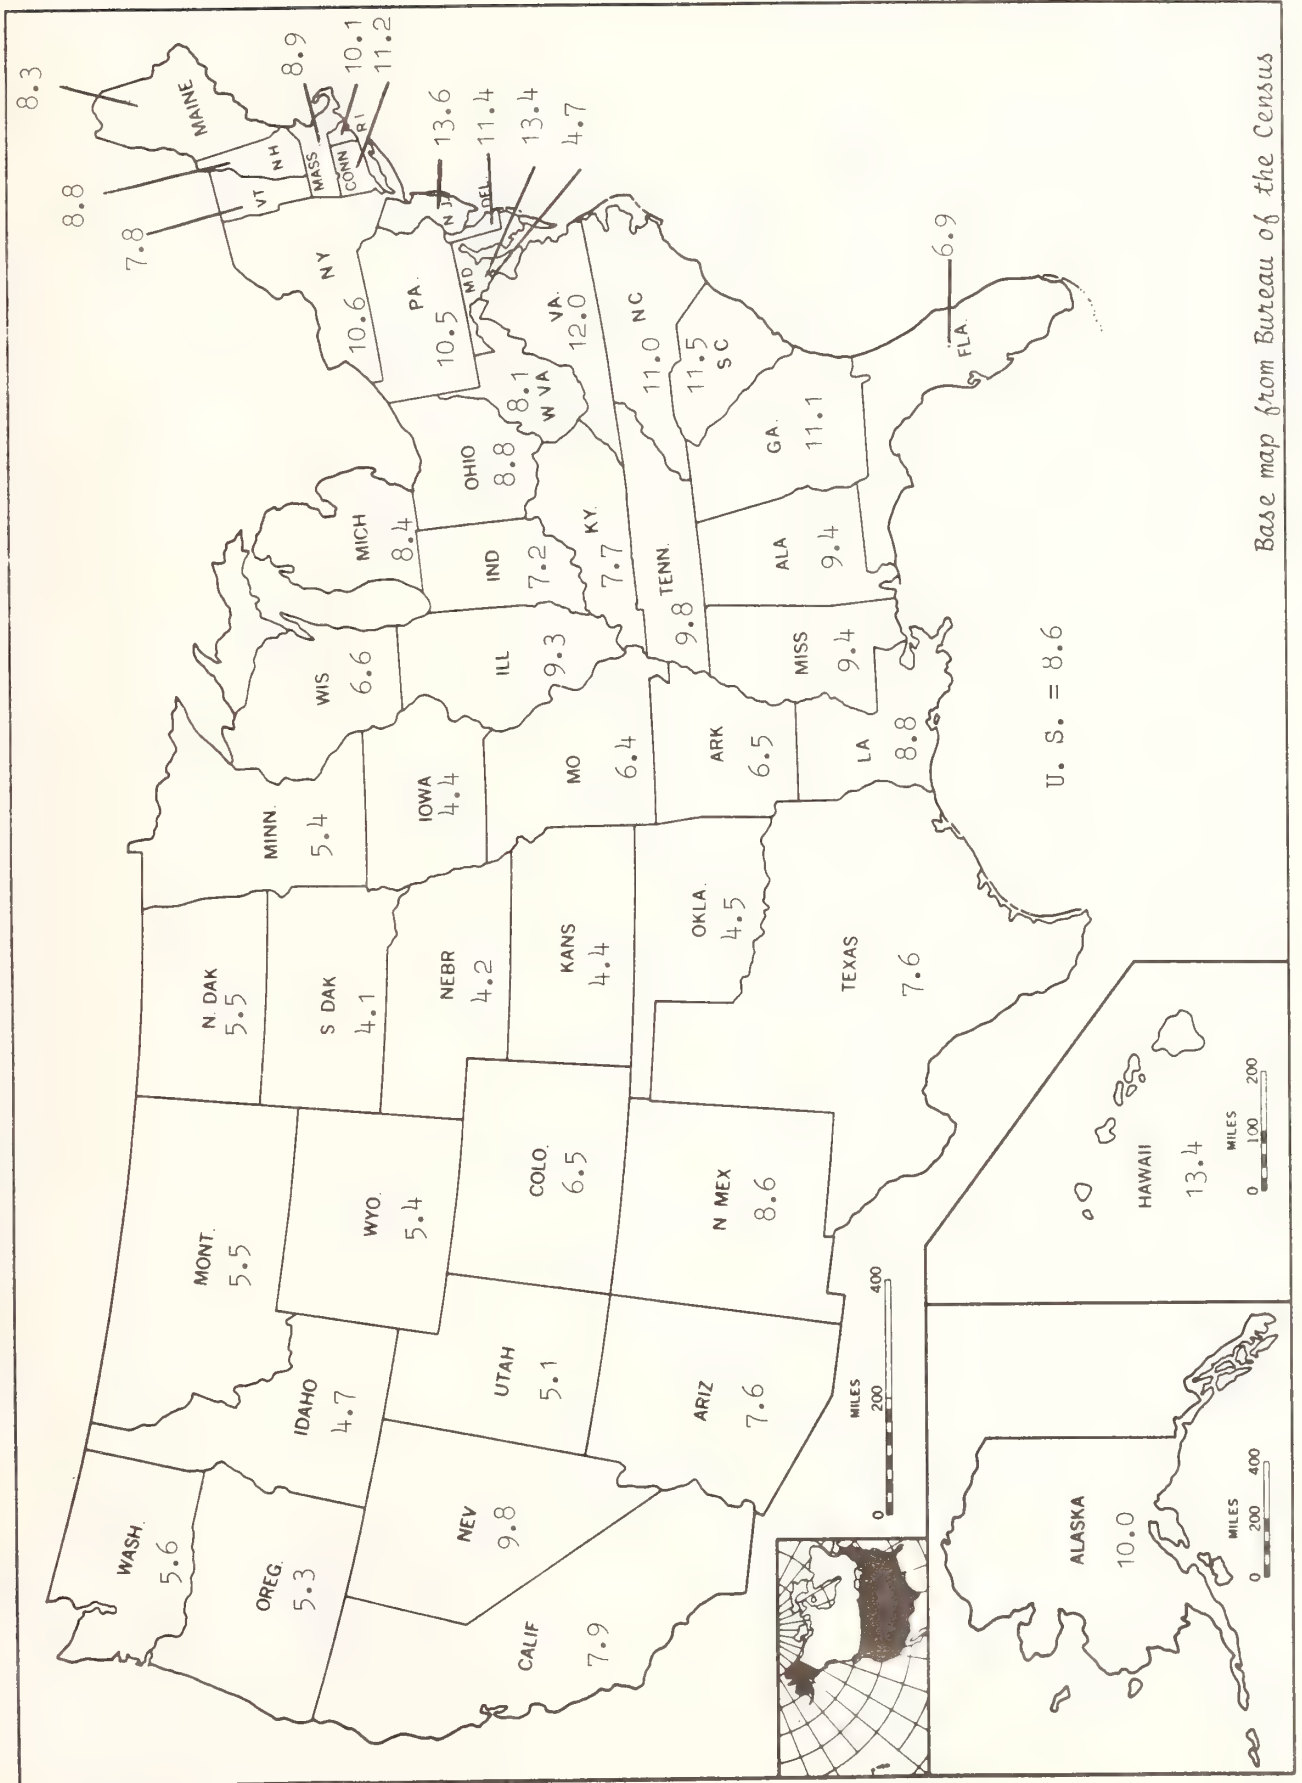 WASH.
5.6
OREG.
5.3
CALIF
7.9
NEV
9.8
IDAHO
4.7
MONT.
5.5
WYO.
5.4
UTAH
5.1
ARIZ
7.6
COLO.
6.5
N MEX
8.6
N. DAK
5.5
S DAK
4.1
NEBR
4.2
KANS
4.4
OKLA.
4.5
TEXAS
7.6
MINN.
5.4
IOWA
4.4
MO
6.4
ARK
6.5
LA
8.8
WIS
6.6
ILL
9.3
MICH
8.4
IND
7.2
OHIO
8.8
KY.
7.7
TENN.
9.8
MISS
9.4
ALA
9.4
GA.
11.1
FLA.
6.9
11.5
S C
NC
11.0
VA.
12.0
8.1
W VA
PA.
10.5
NY
10.6
VT
7.8
NH
8.8
MAINE
8.3
MASS
8.9
RI
10.1
CONN
11.2
N J
13.6
DEL.
11.4
MD
13.4
4.7
U. S. = 8.6
MILES
0 200 400
ALASKA
10.0
MILES
0 200 400
HAWAII
13.4
MILES
0 100 200
Base map from Bureau of the Census